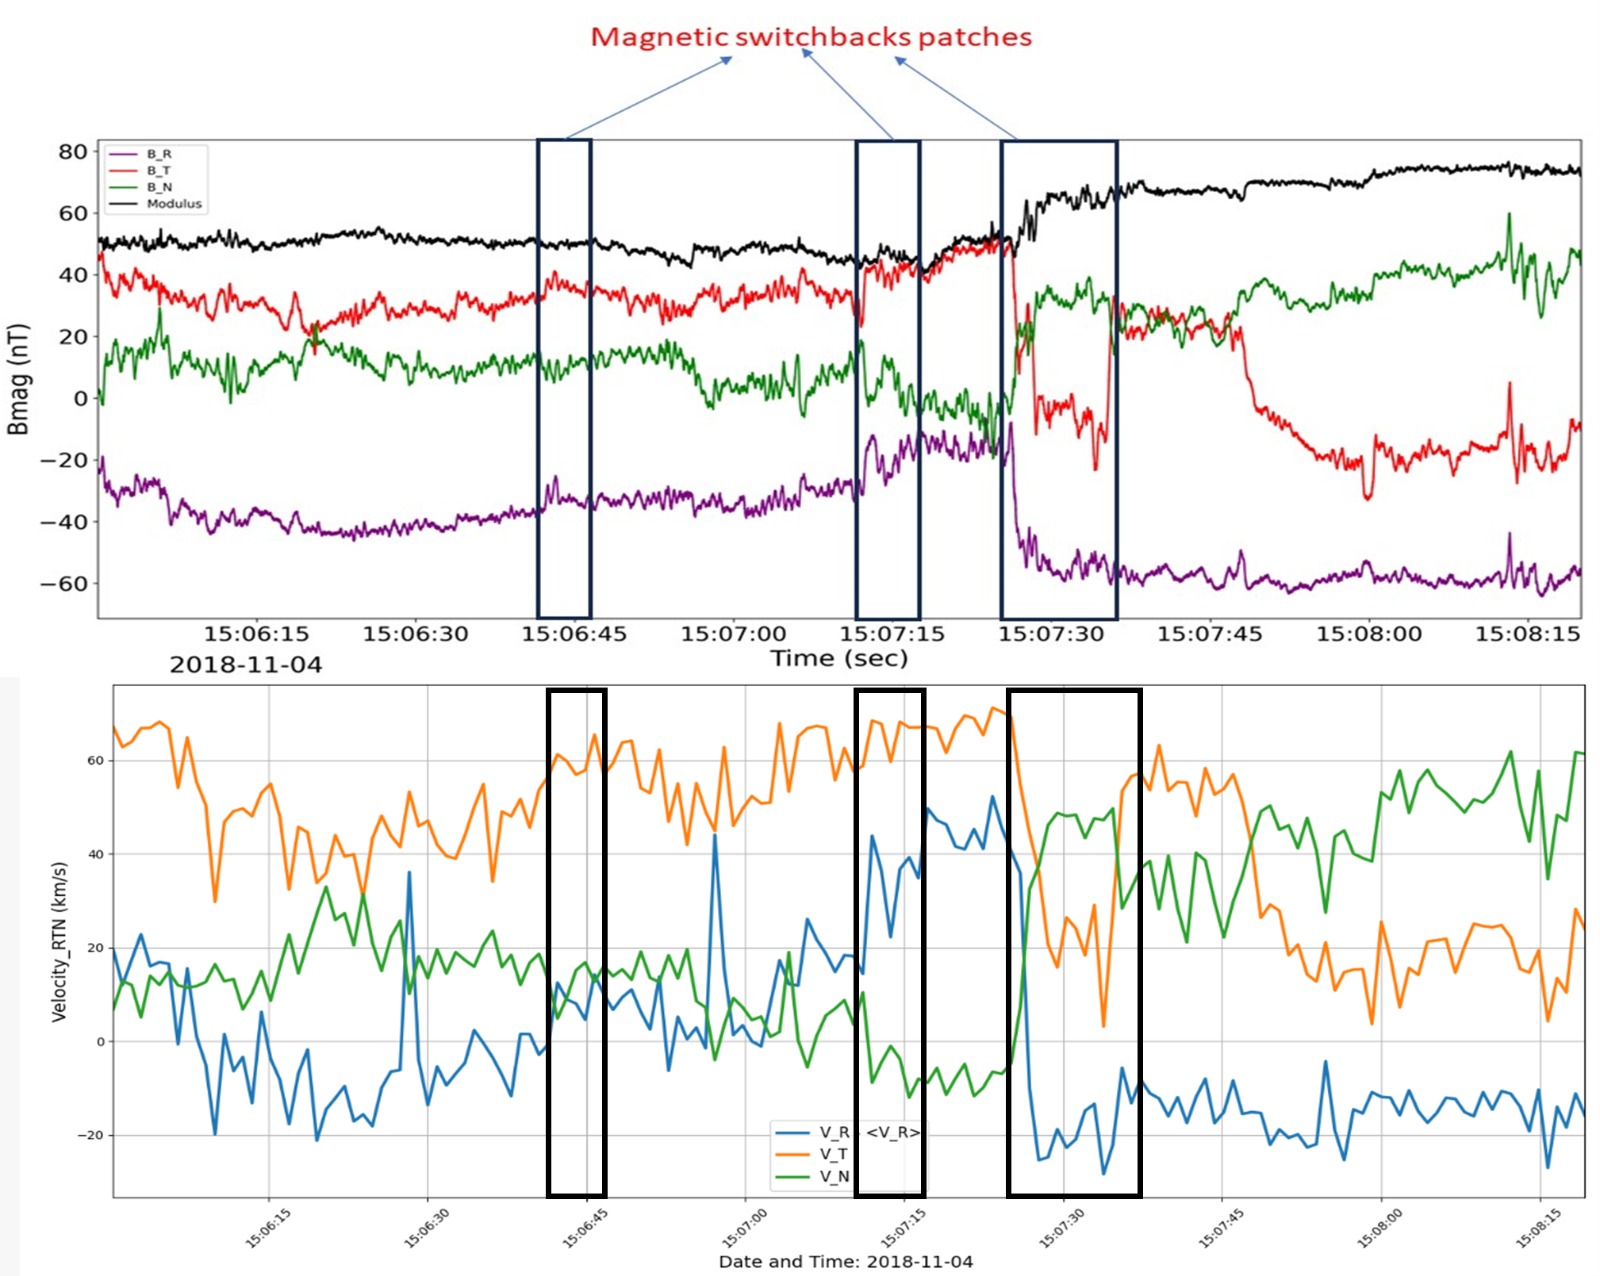 Magnetic switchbacks patches
80
60
40
20
0
−20
−40
−60
Bmag (nT)
B_R
B_T
B_N
Modulus
15:06:15 15:06:30 15:06:45 15:07:00 15:07:15 15:07:30 15:07:45 15:08:00 15:08:15
2018-11-04
Time (sec)
60
40
20
0
−20
Velocity_RTN (km/s)
V_R - <V_R>
V_T
V_N
15:06:15 15:06:30 15:06:45 15:07:00 15:07:15 15:07:30 15:07:45 15:08:00 15:08:15
Date and Time: 2018-11-04